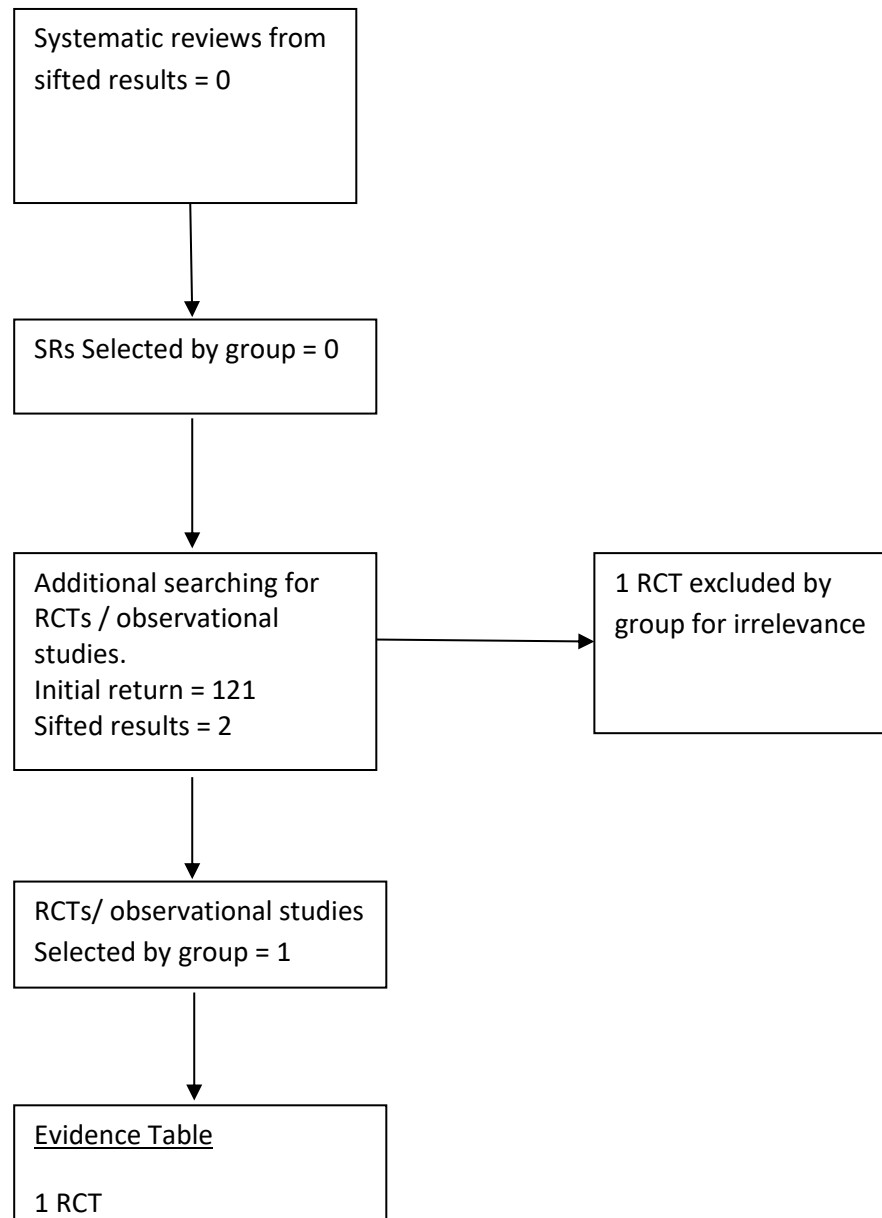 Systematic reviews from
sifted results = 0
SRs Selected by group = 0
Additional searching for
RCTs / observational
studies.
Initial return = 121
Sifted results = 2
1 RCT excluded by
group for irrelevance
RCTs/ observational studies
Selected by group = 1
Evidence Table
1 RCT